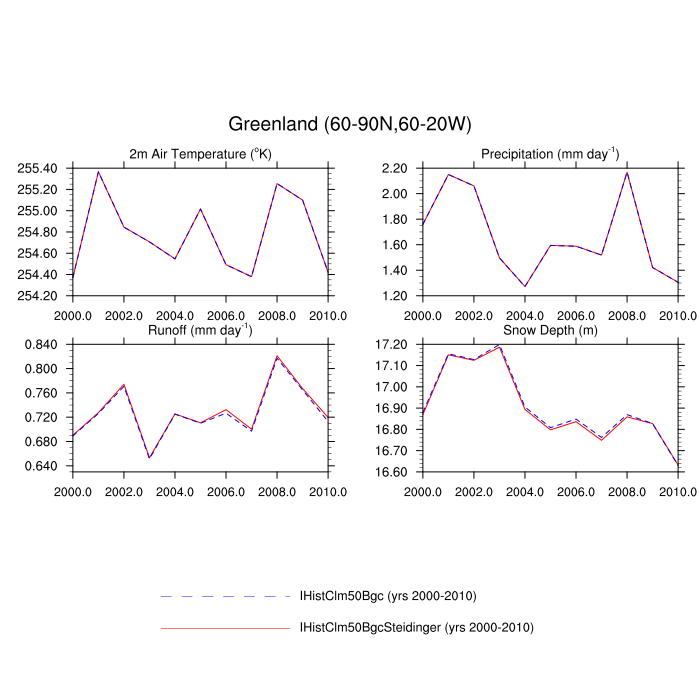 Greenland (60-90N,60-20W)
2m Air Temperature (°K)
255.40
255.20
255.00
254.80
254.60
254.40
254.20
2000.0 2002.0 2004.0 2006.0 2008.0 2010.0
Precipitation (mm day⁻¹)
2.20
2.00
1.80
1.60
1.40
1.20
2000.0 2002.0 2004.0 2006.0 2008.0 2010.0
Runoff (mm day⁻¹)
0.840
0.800
0.760
0.720
0.680
0.640
2000.0 2002.0 2004.0 2006.0 2008.0 2010.0
Snow Depth (m)
17.20
17.10
17.00
16.90
16.80
16.70
16.60
2000.0 2002.0 2004.0 2006.0 2008.0 2010.0
IHistClm50Bgc (yrs 2000-2010)
IHistClm50BgcSteidinger (yrs 2000-2010)